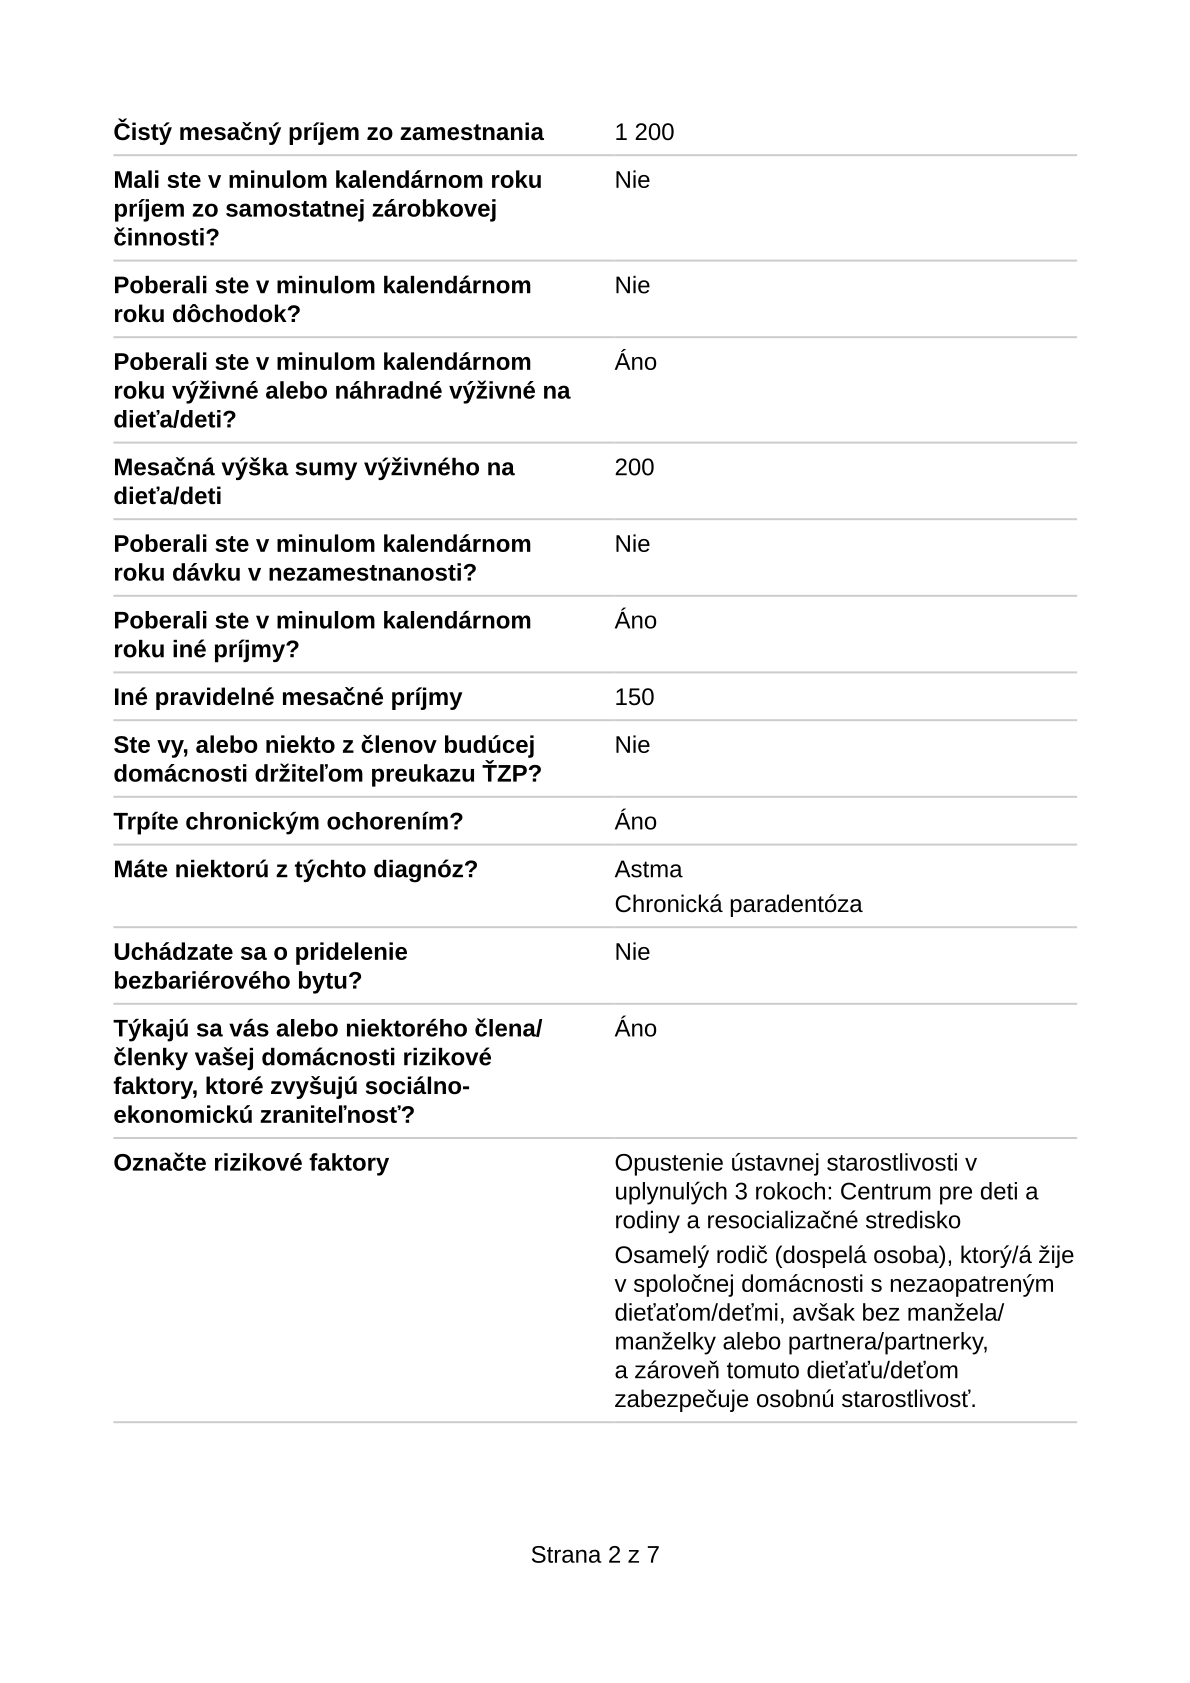 Čistý mesačný príjem zo zamestnania 1 200
Mali ste v minulom kalendárnom roku Nie
príjem zo samostatnej zárobkovej
činnosti?
Poberali ste v minulom kalendárnom Nie
roku dôchodok?
Poberali ste v minulom kalendárnom Áno
roku výživné alebo náhradné výživné na
dieťa/deti?
Mesačná výška sumy výživného na 200
dieťa/deti
Poberali ste v minulom kalendárnom Nie
roku dávku v nezamestnanosti?
Poberali ste v minulom kalendárnom Áno
roku iné príjmy?
Iné pravidelné mesačné príjmy 150
Ste vy, alebo niekto z členov budúcej Nie
domácnosti držiteľom preukazu ŤZP?
Trpíte chronickým ochorením? Áno
Máte niektorú z týchto diagnóz? Astma
Chronická paradentóza
Uchádzate sa o pridelenie Nie
bezbariérového bytu?
Týkajú sa vás alebo niektorého člena/ Áno
členky vašej domácnosti rizikové
faktory, ktoré zvyšujú sociálno-
ekonomickú zraniteľnosť?
Označte rizikové faktory Opustenie ústavnej starostlivosti v
uplynulých 3 rokoch: Centrum pre deti a
rodiny a resocializačné stredisko
Osamelý rodič (dospelá osoba), ktorý/á žije
v spoločnej domácnosti s nezaopatreným
dieťaťom/deťmi, avšak bez manžela/
manželky alebo partnera/partnerky,
a zároveň tomuto dieťaťu/deťom
zabezpečuje osobnú starostlivosť.
Strana 2 z 7